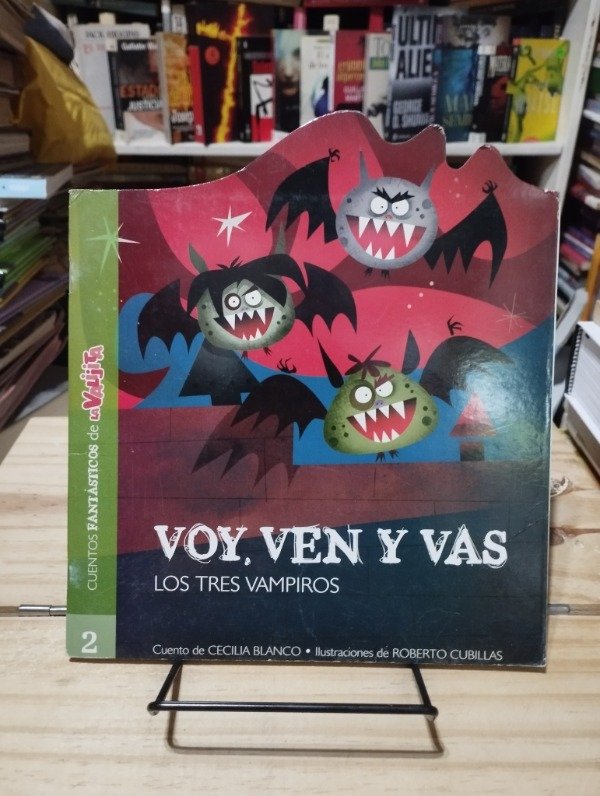 VOY, VEN Y VAS
LOS TRES VAMPIROS
Cuento de CECILIA BLANCO • Ilustraciones de ROBERTO CUBILLAS
CUENTOS FANTÁSTICOS de LA VALIJITA
2